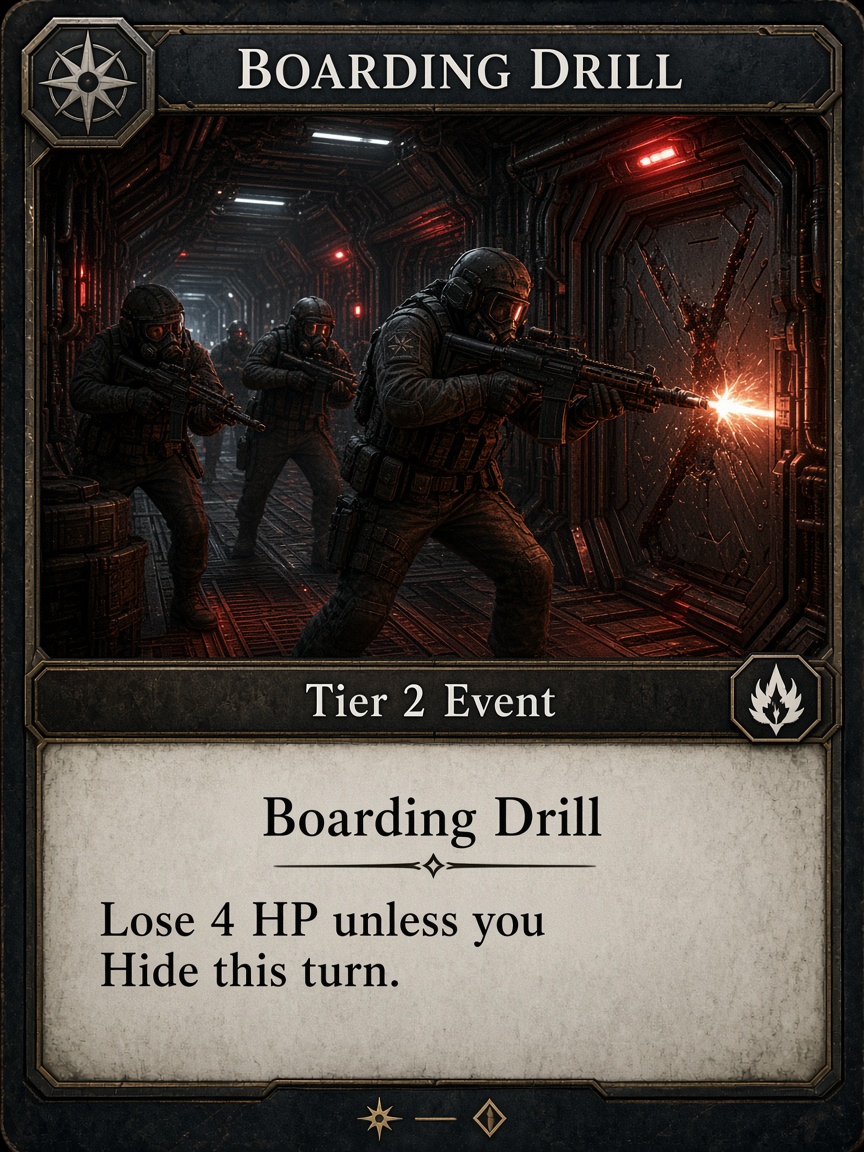 BOARDING DRILL
Tier 2 Event
Boarding Drill
Lose 4 HP unless you
Hide this turn.